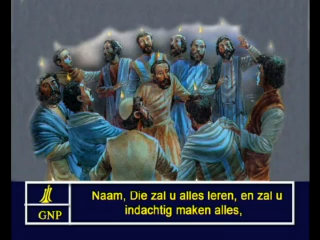 Naam, Die zal u alles leren, en zal u
indachtig maken alles,
GNP